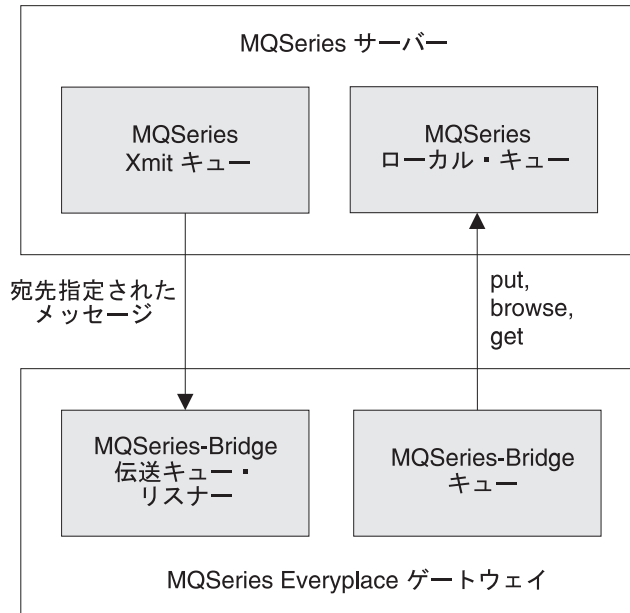 MQSeries サーバー
MQSeries
Xmit キュー
MQSeries
ローカル・キュー
宛先指定された
メッセージ
put,
browse,
get
MQSeries-Bridge
伝送キュー・
リスナー
MQSeries-Bridge
キュー
MQSeries Everyplace ゲートウェイ